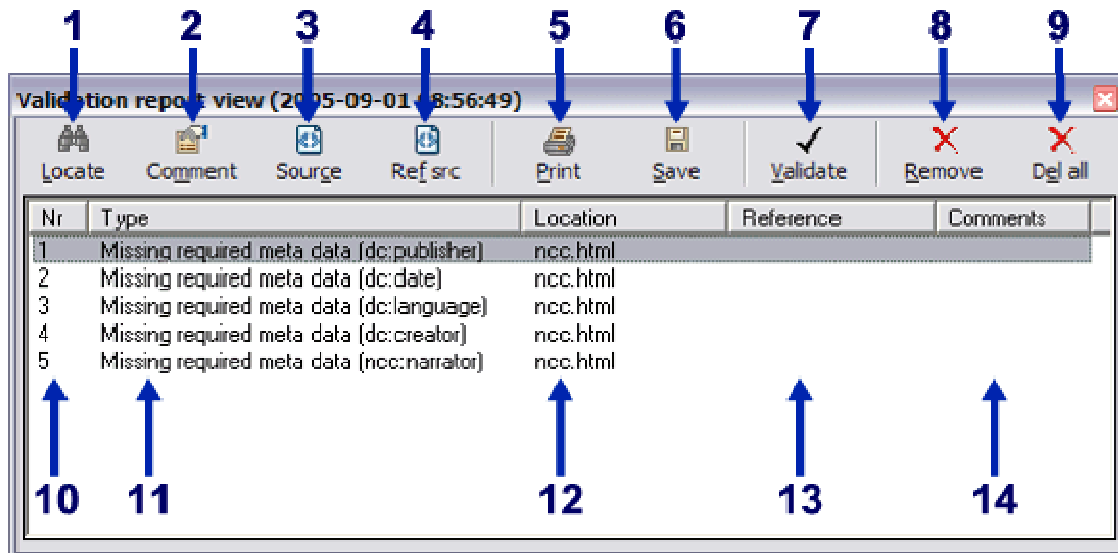 1 2 3 4 5 6 7 8 9
Validation report view (2005-09-01 08:56:49)
Locate Comment Source Ref src Print Save Validate Remove Del all
Nr Type Location Reference Comments
1 Missing required meta data (dc:publisher) ncc.html
2 Missing required meta data (dc:date) ncc.html
3 Missing required meta data (dc:language) ncc.html
4 Missing required meta data (dc:creator) ncc.html
5 Missing required meta data (ncc:narrator) ncc.html
10 11 12 13 14